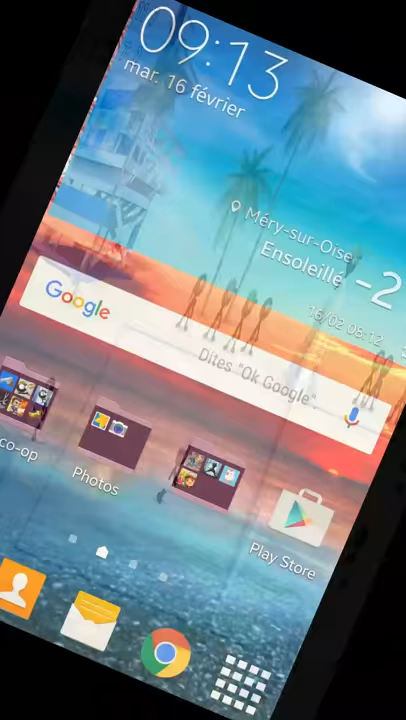 09:13
mar. 16 février
Méry-sur-Oise,
Ensoleillé
-2
16/02 08:12
Google
Dites "Ok Google".
co-op
Photos
Play Store